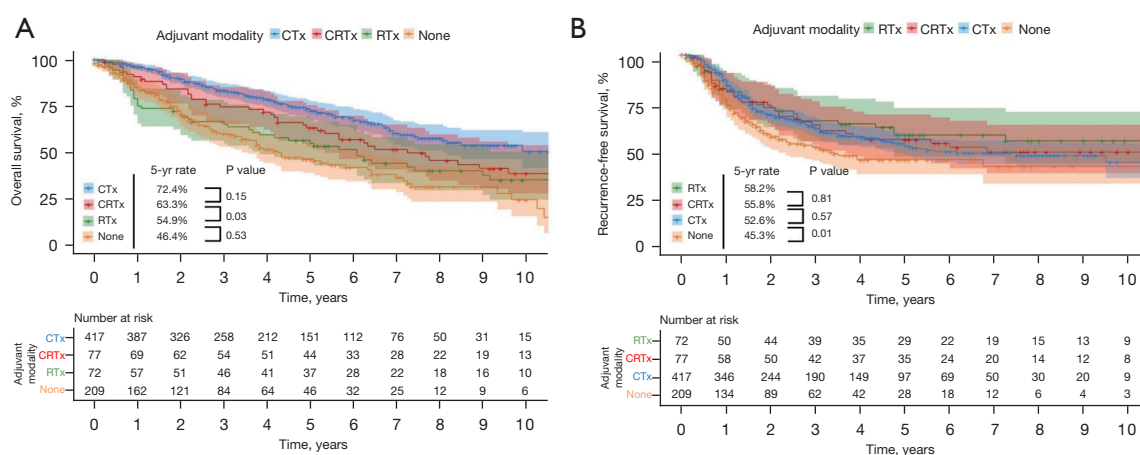 A
Adjuvant modality CTx CRTx RTx None
Overall survival, %
100
75
50
25
0
5-yr rate P value
CTx 72.4%
0.15
CRTx 63.3%
0.03
RTx 54.9%
0.53
None 46.4%
0 1 2 3 4 5 6 7 8 9 10
Time, years
Number at risk
Adjuvant modality
CTx 417 387 326 258 212 151 112 76 50 31 15
CRTx 77 69 62 54 51 44 33 28 22 19 13
RTx 72 57 51 46 41 37 28 22 18 16 10
None 209 162 121 84 64 46 32 25 12 9 6
0 1 2 3 4 5 6 7 8 9 10
Time, years
B
Adjuvant modality RTx CRTx CTx None
Recurrence-free survival, %
100
75
50
25
0
5-yr rate P value
RTx 58.2%
0.81
CRTx 55.8%
0.57
CTx 52.6%
0.01
None 45.3%
0 1 2 3 4 5 6 7 8 9 10
Time, years
Number at risk
Adjuvant modality
RTx 72 50 44 39 35 29 22 19 15 13 9
CRTx 77 58 50 42 37 35 24 20 14 12 8
CTx 417 346 244 190 149 97 69 50 30 20 9
None 209 134 89 62 42 28 18 12 6 4 3
0 1 2 3 4 5 6 7 8 9 10
Time, years